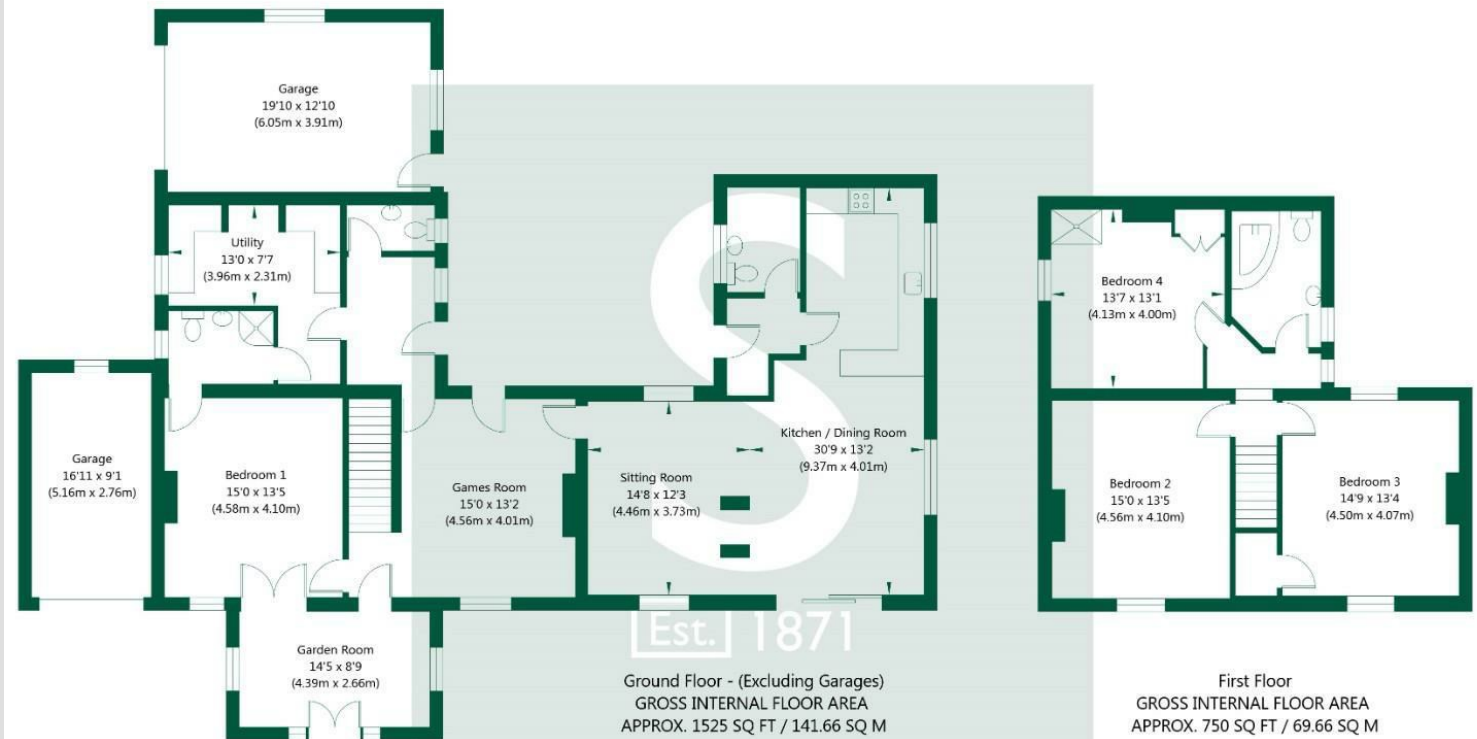 Garage
19'10 x 12'10
(6.05m x 3.91m)
Utility
13'0 x 7'7
(3.96m x 2.31m)
Garage
16'11 x 9'1
(5.16m x 2.76m)
Bedroom 1
15'0 x 13'5
(4.58m x 4.10m)
Games Room
15'0 x 13'2
(4.56m x 4.01m)
Sitting Room
14'8 x 12'3
(4.46m x 3.73m)
Kitchen / Dining Room
30'9 x 13'2
(9.37m x 4.01m)
Garden Room
14'5 x 8'9
(4.39m x 2.66m)
Bedroom 4
13'7 x 13'1
(4.13m x 4.00m)
Bedroom 2
15'0 x 13'5
(4.56m x 4.10m)
Bedroom 3
14'9 x 13'4
(4.50m x 4.07m)
S
Est. 1871
Ground Floor - (Excluding Garages)
GROSS INTERNAL FLOOR AREA
APPROX. 1525 SQ FT / 141.66 SQ M
First Floor
GROSS INTERNAL FLOOR AREA
APPROX. 750 SQ FT / 69.66 SQ M